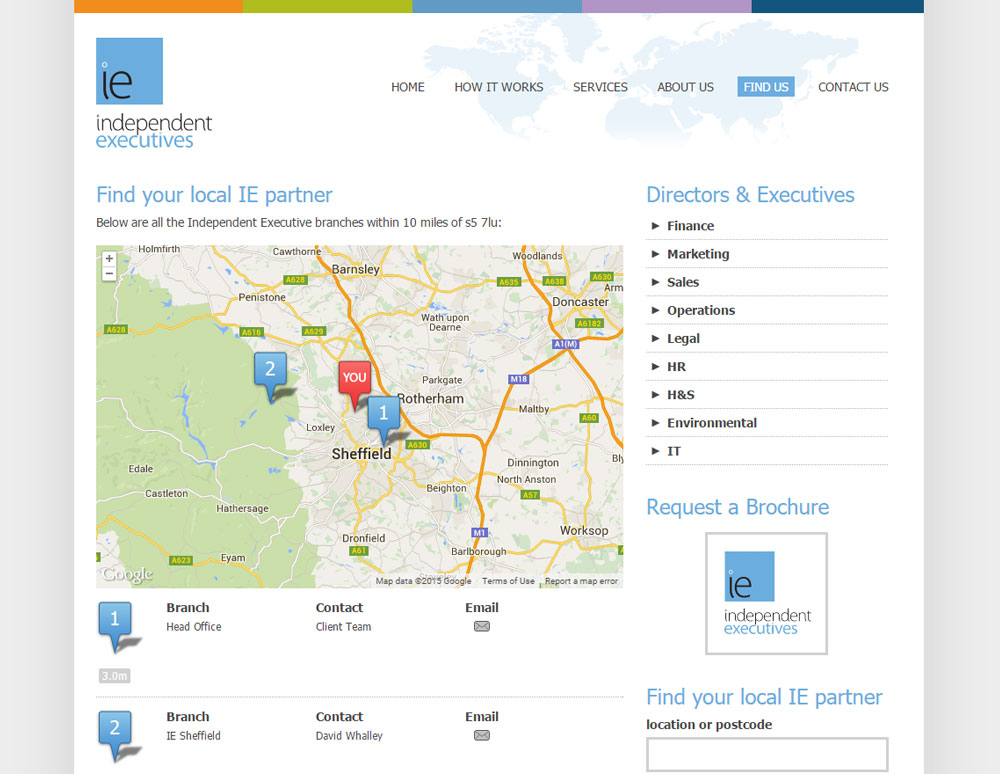 ie
independent
executives
HOME HOW IT WORKS SERVICES ABOUT US FIND US CONTACT US
Find your local IE partner
Below are all the Independent Executive branches within 10 miles of s5 7lu:
+
−
Holmfirth
Cawthorne
Barnsley
Woodlands
A628
A635
A638
A630
Arm
Penistone
Doncaster
Wath upon
Dearne
A6182
A628
A616
A629
A1(M)
2
YOU
Parkgate
M18
Rotherham
1
Maltby
A60
Loxley
A630
Sheffield
Bly
Edale
Dinnington
North Anston
Castleton
Beighton
A57
Hathersage
Worksop
M1
Dronfield
A61
Barlborough
Eyam
A623
A6
Google
Map data ©2015 Google Terms of Use Report a map error
1
Branch Contact Email
Head Office Client Team
3.0m
2
Branch Contact Email
IE Sheffield David Whalley
Directors & Executives
► Finance
► Marketing
► Sales
► Operations
► Legal
► HR
► H&S
► Environmental
► IT
Request a Brochure
ie
independent
executives
Find your local IE partner
location or postcode